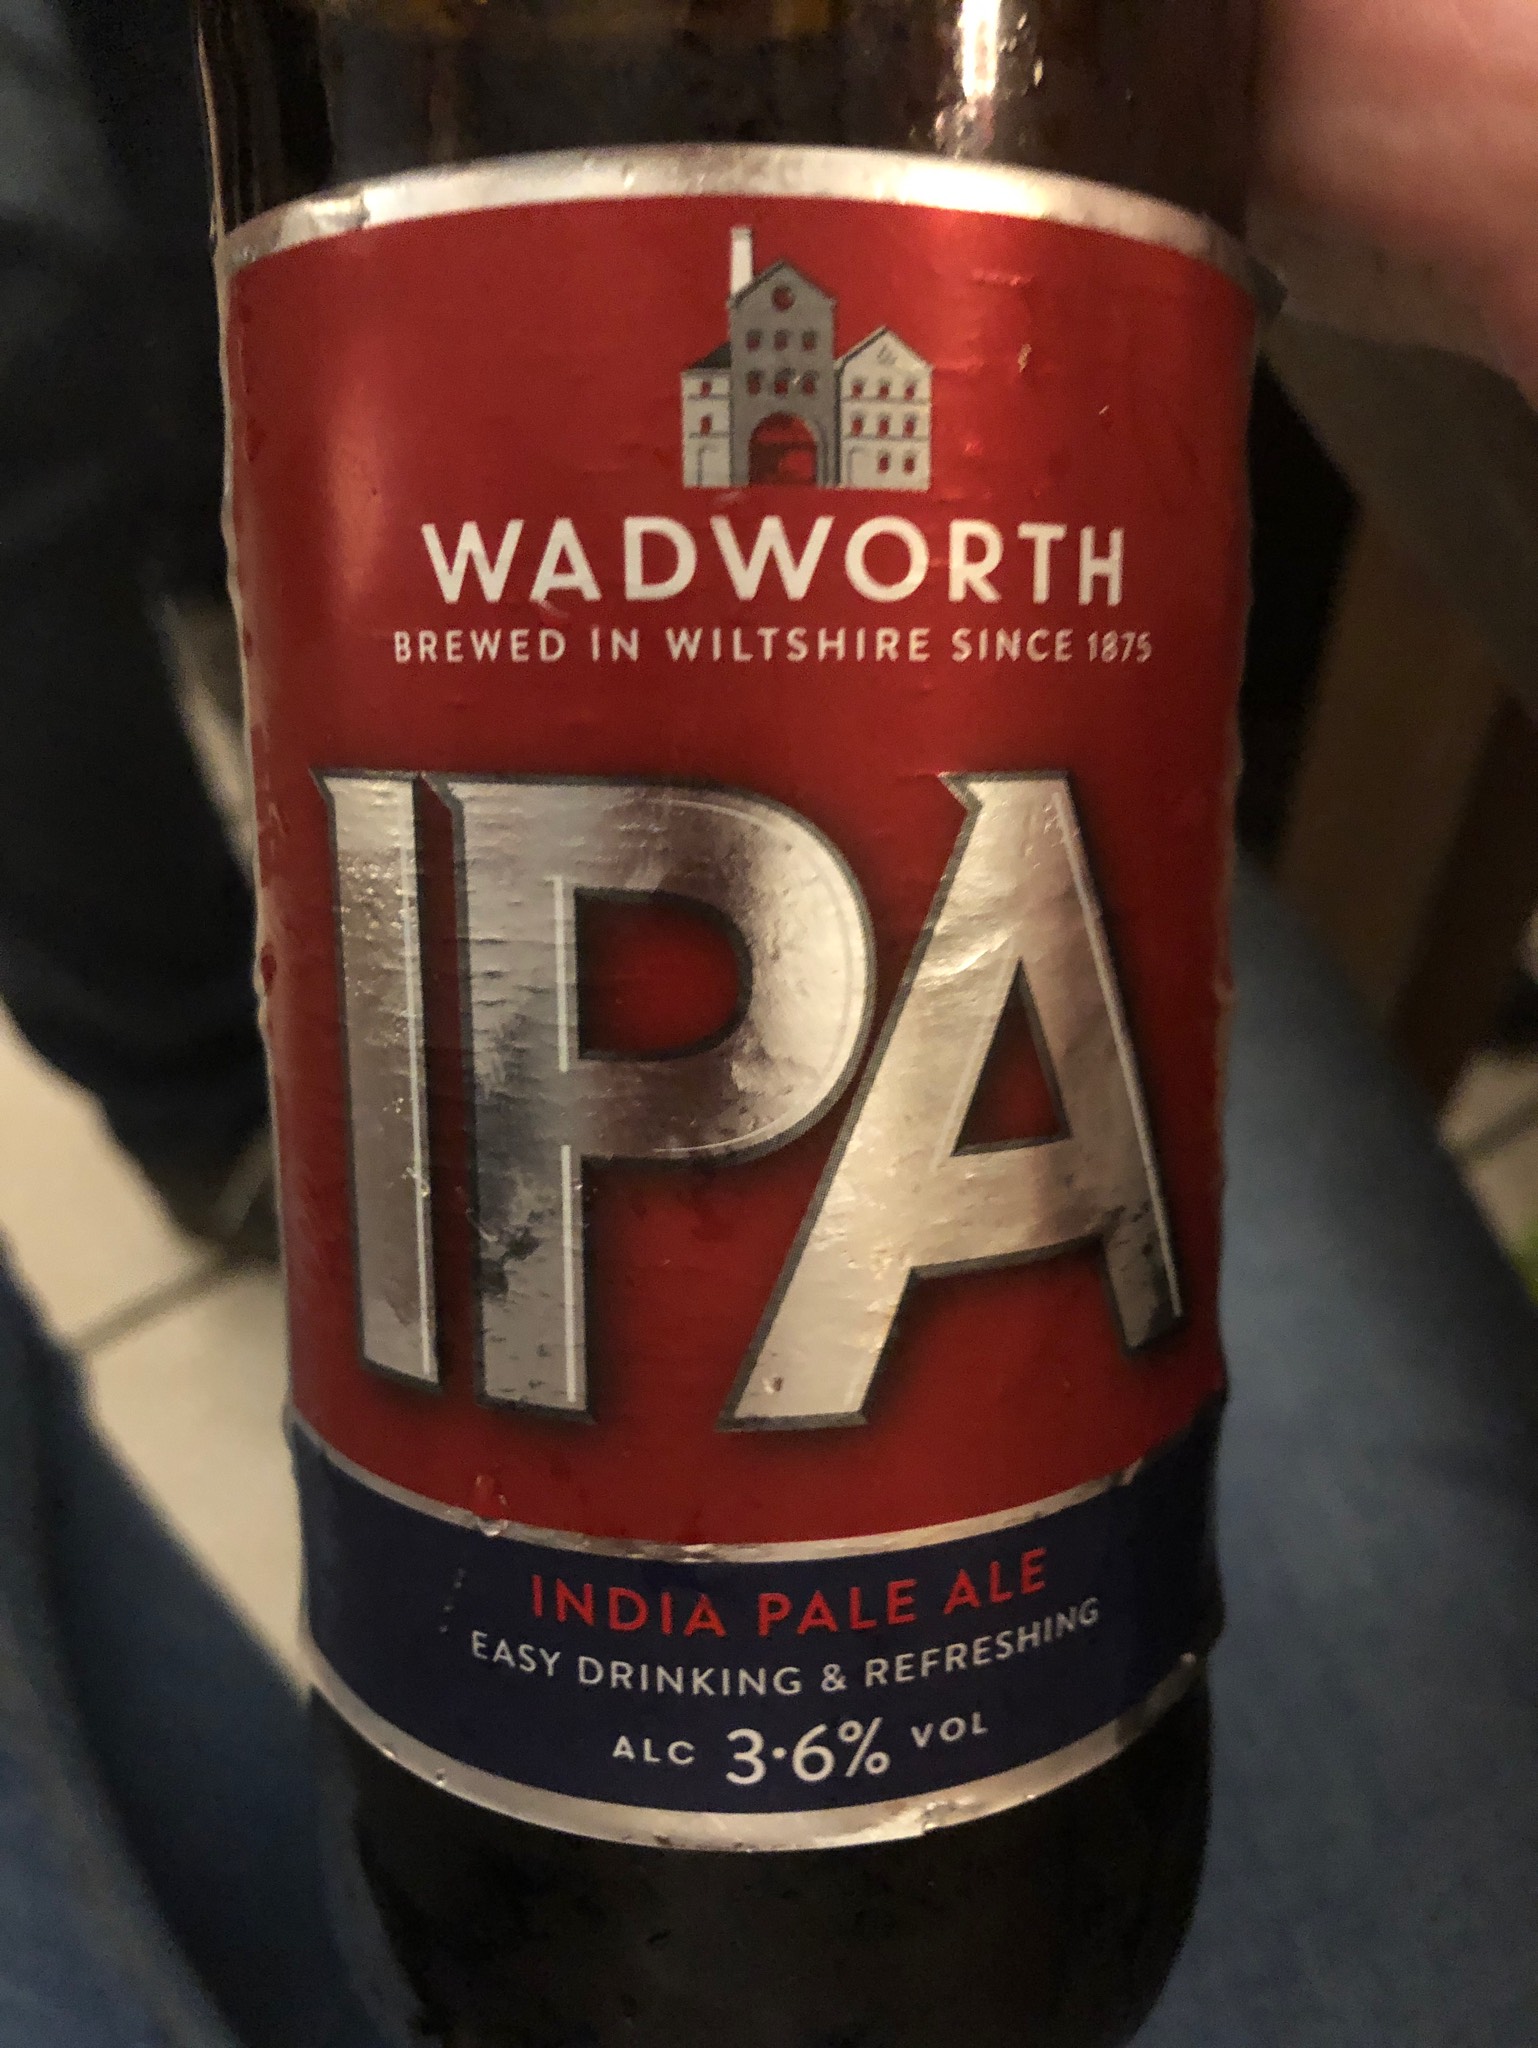 WADWORTH
BREWED IN WILTSHIRE SINCE 1875
IPA
INDIA PALE ALE
EASY DRINKING & REFRESHING
ALC 3·6% VOL